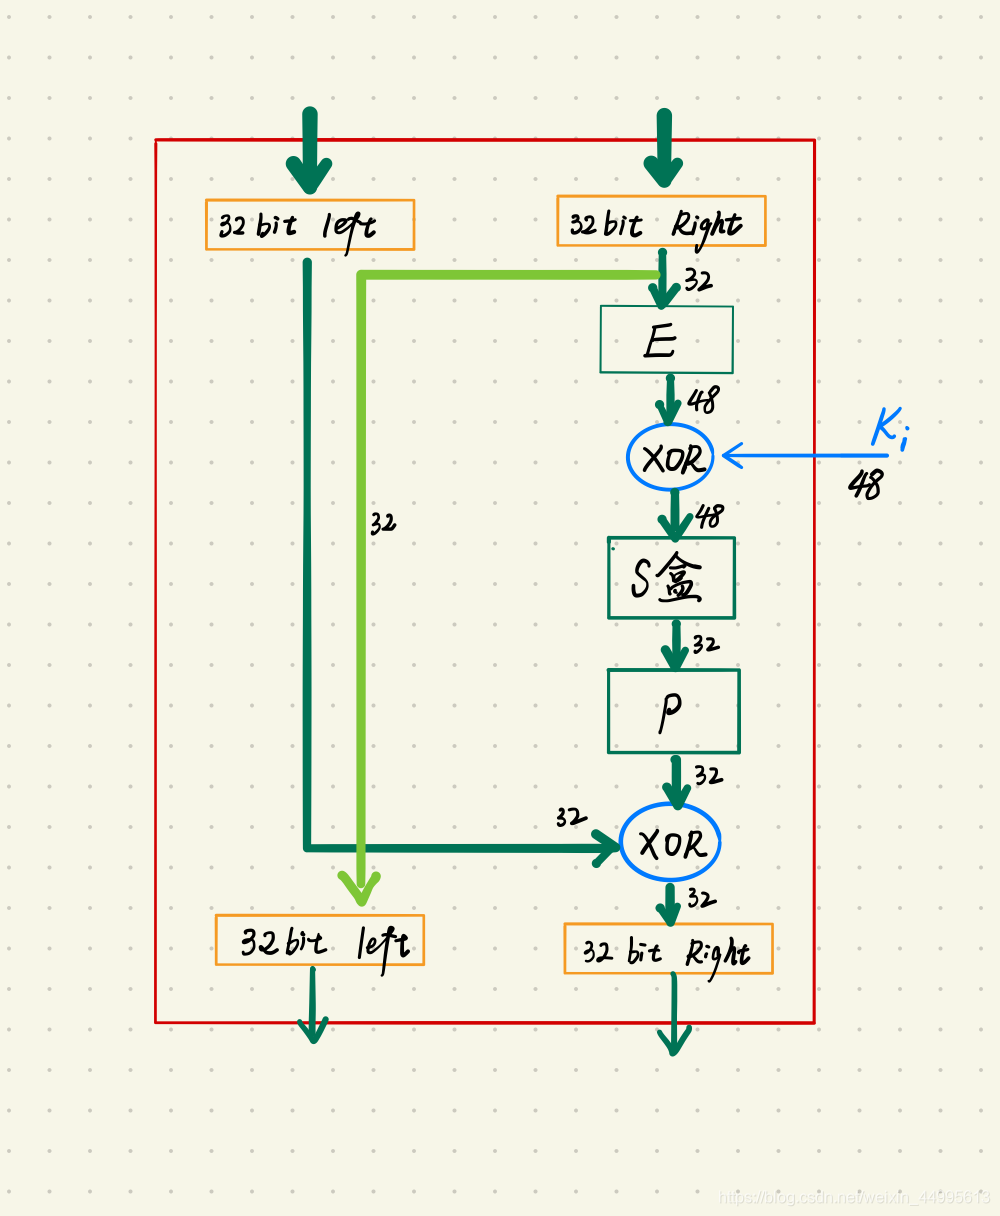 32 bit left
32 bit Right
32
E
48
XOR
Ki
48
48
32
S盒
32
P
32
32
XOR
32
32 bit left
32 bit Right
https://blog.csdn.net/weixin_44995613